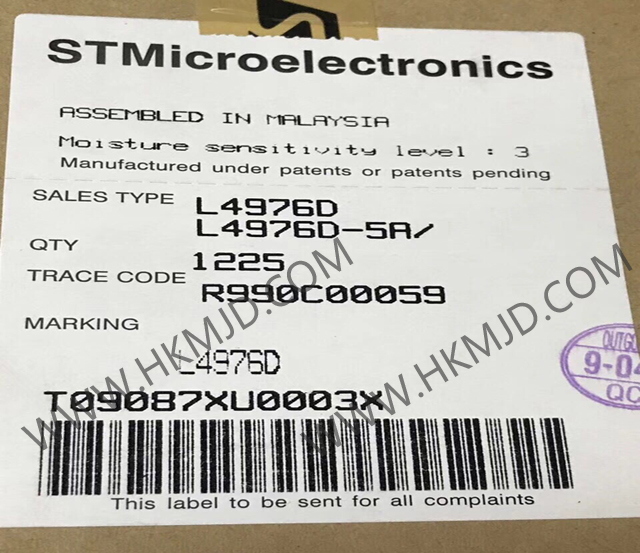 STMicroelectronics
ASSEMBLED IN MALAYSIA
Moisture sensitivity level : 3
Manufactured under patents or patents pending
SALES TYPE L4976D
L4976D-5A/
QTY 1225
TRACE CODE R990C00059
MARKING
L4976D
T09087XU0003X
This label to be sent for all complaints
9-04
QC
WWW.HKMJD.COM
WWW.HKMJD.COM